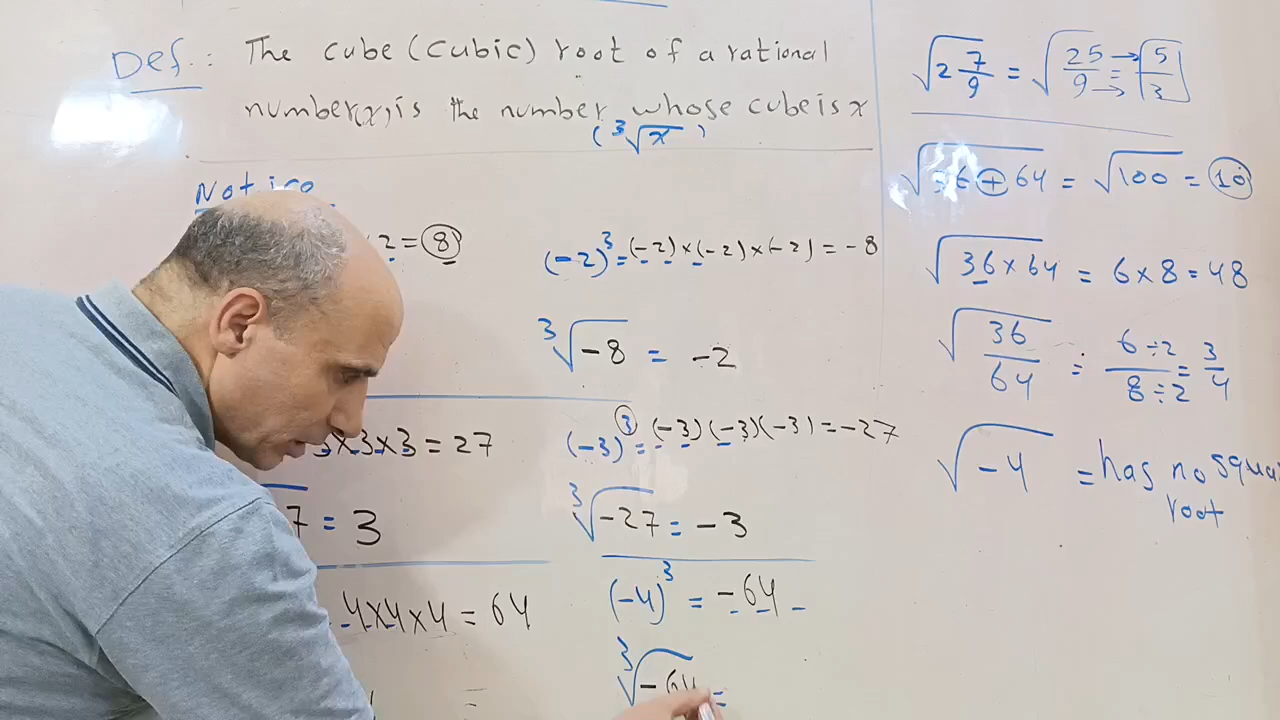 Def.: The cube (cubic) root of a rational
number(x), is the number whose cube is x
(∛x)
Notice
2 = 8
(-2)³ = (-2) × (-2) × (-2) = -8
∛-8 = -2
3×3×3 = 27
(-3)³ = (-3)(-3)(-3) = -27
7 = 3
∛-27 = -3
4×4×4 = 64
(-4)³ = -64
∛-64 =
√2 7/9 = √25/9 = 5/3
√36+64 = √100 = 10
√36×64 = 6×8 = 48
√36/64 = 6÷2/8÷2 = 3/4
√-4 = has no squa
root